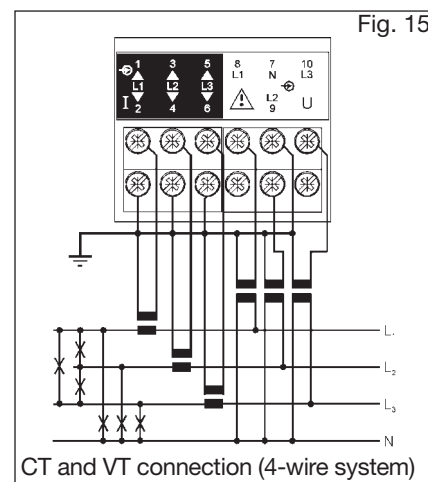 Fig. 15
1 3 5 8 7 10
L1 N L3
L1 L2 L3
I L2 U
2 4 6 9
L
L2
L3
N
CT and VT connection (4-wire system)